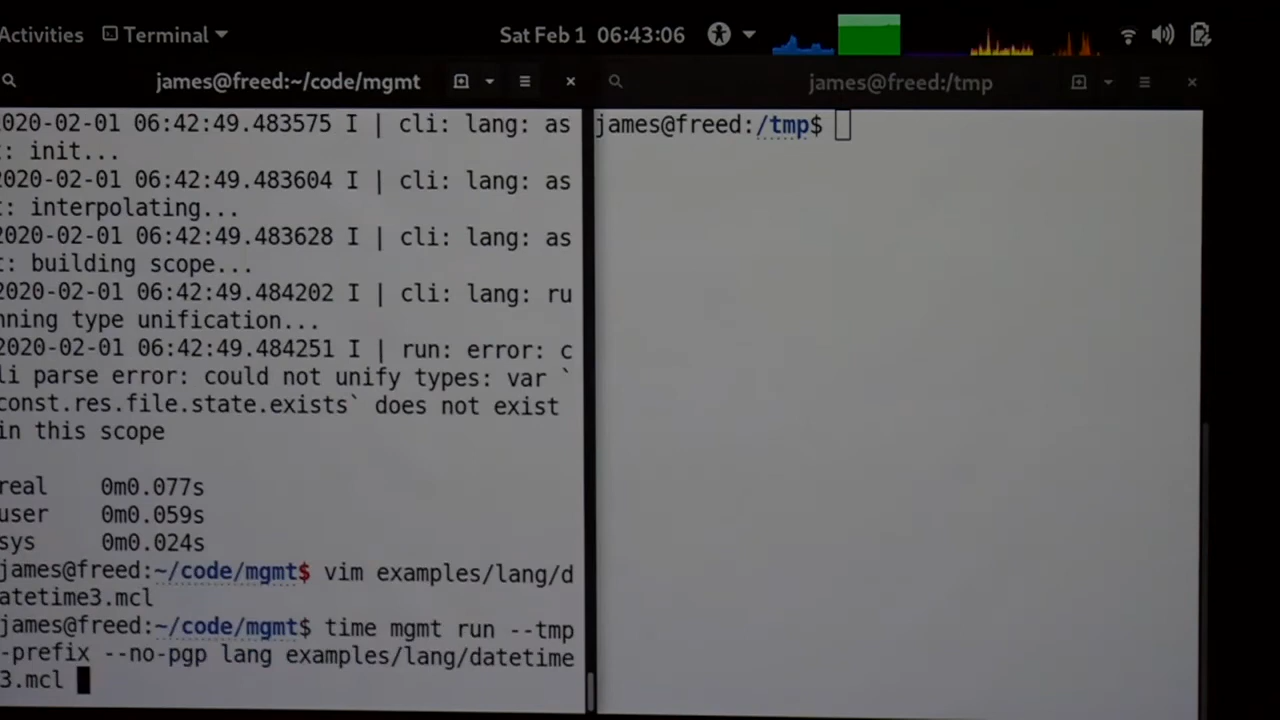 Activities Terminal Sat Feb 1 06:43:06
james@freed:~/code/mgmt james@freed:/tmp
2020-02-01 06:42:49.483575 I | cli: lang: as
t: init...
2020-02-01 06:42:49.483604 I | cli: lang: as
t: interpolating...
2020-02-01 06:42:49.483628 I | cli: lang: as
t: building scope...
2020-02-01 06:42:49.484202 I | cli: lang: ru
nning type unification...
2020-02-01 06:42:49.484251 I | run: error: c
li parse error: could not unify types: var `
const.res.file.state.exists` does not exist
in this scope
real 0m0.077s
user 0m0.059s
sys 0m0.024s
james@freed:~/code/mgmt$ vim examples/lang/d
atetime3.mcl
james@freed:~/code/mgmt$ time mgmt run --tmp
-prefix --no-pgp lang examples/lang/datetime
3.mcl
james@freed:/tmp$